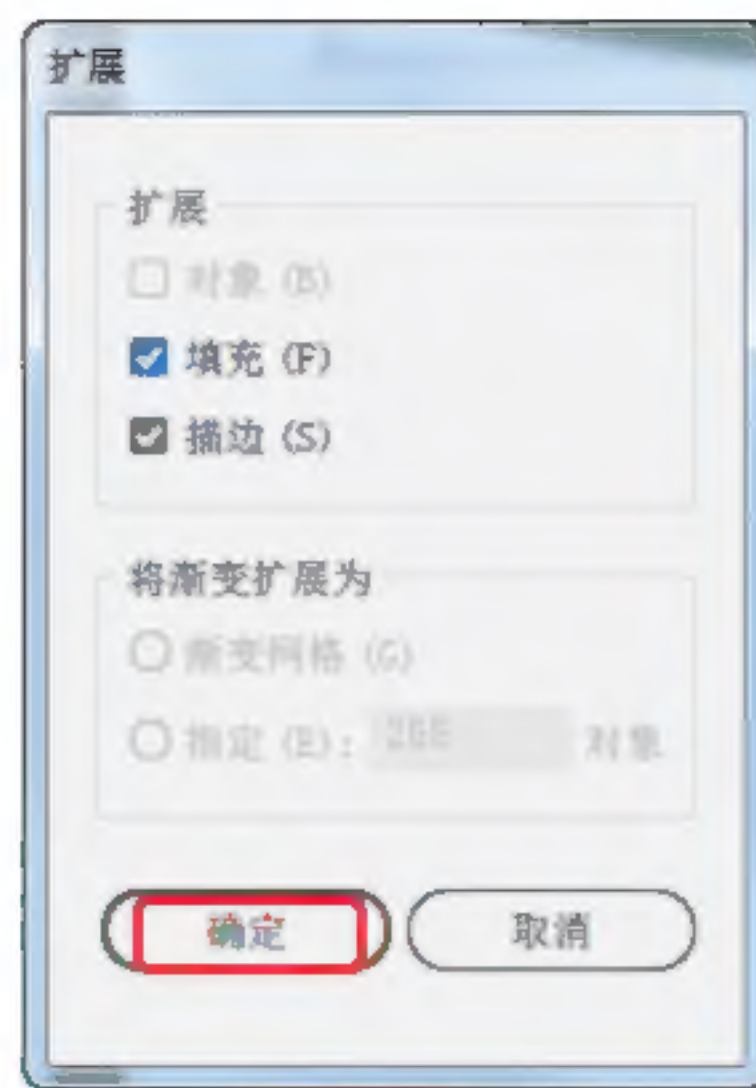 扩展
扩展
对象 (B)
填充 (F)
描边 (S)
将渐变扩展为
渐变网格 (G)
指定 (E): 对象
确定 取消